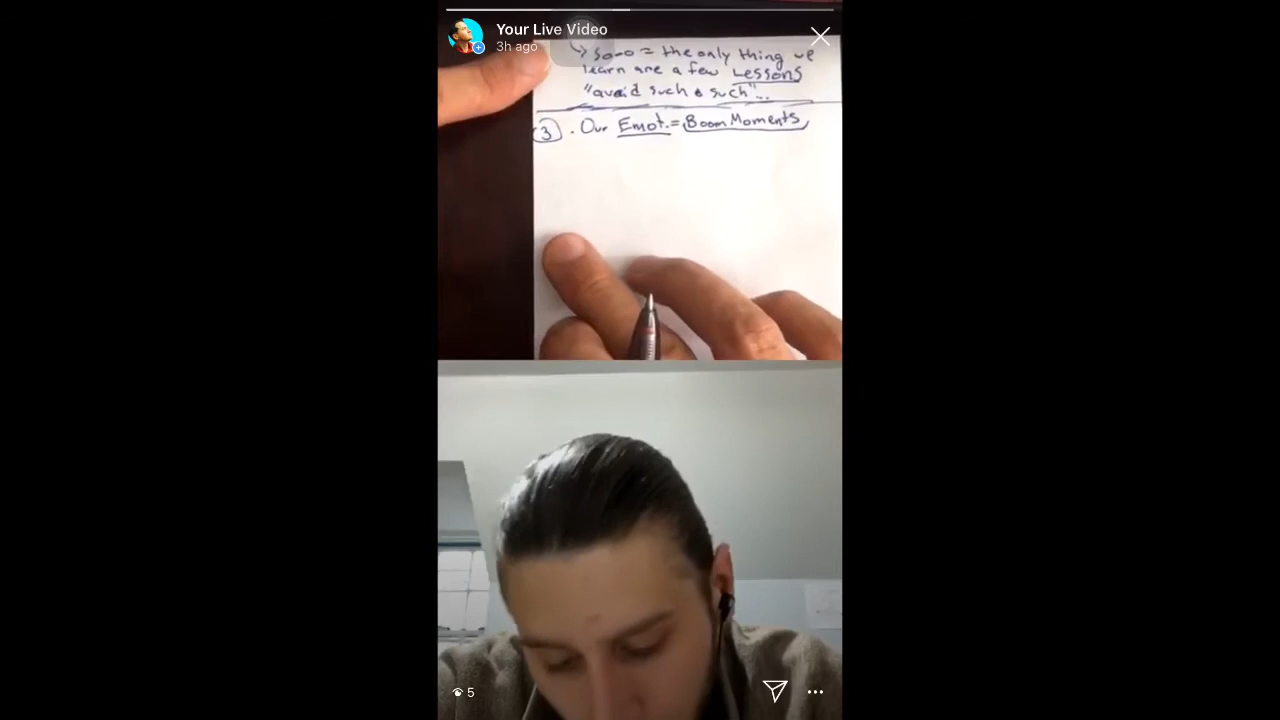 Your Live Video
3h ago
↳ So-o = the only thing we
learn are a few Lessons
"avoid such & such"...
③ . Our Emot. = Boom Moments
5